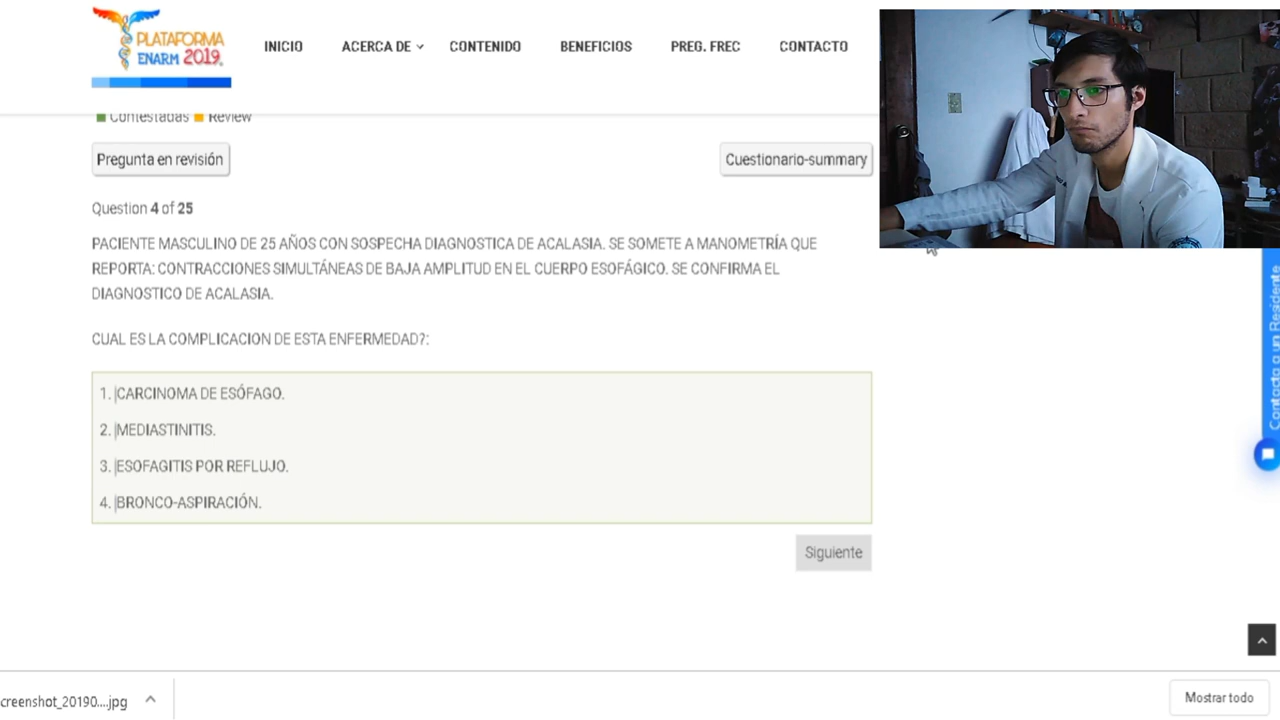 PLATAFORMA
ENARM 2019
INICIO
ACERCA DE
CONTENIDO
BENEFICIOS
PREG. FREC
CONTACTO
Contestadas Review
Pregunta en revisión
Cuestionario-summary
Question 4 of 25
PACIENTE MASCULINO DE 25 AÑOS CON SOSPECHA DIAGNOSTICA DE ACALASIA. SE SOMETE A MANOMETRÍA QUE
REPORTA: CONTRACCIONES SIMULTÁNEAS DE BAJA AMPLITUD EN EL CUERPO ESOFÁGICO. SE CONFIRMA EL
DIAGNOSTICO DE ACALASIA.
CUAL ES LA COMPLICACION DE ESTA ENFERMEDAD?:
1. CARCINOMA DE ESÓFAGO.
2. MEDIASTINITIS.
3. ESOFAGITIS POR REFLUJO.
4. BRONCO-ASPIRACIÓN.
Siguiente
Contacta a un Residente
creenshot_20190....jpg
Mostrar todo